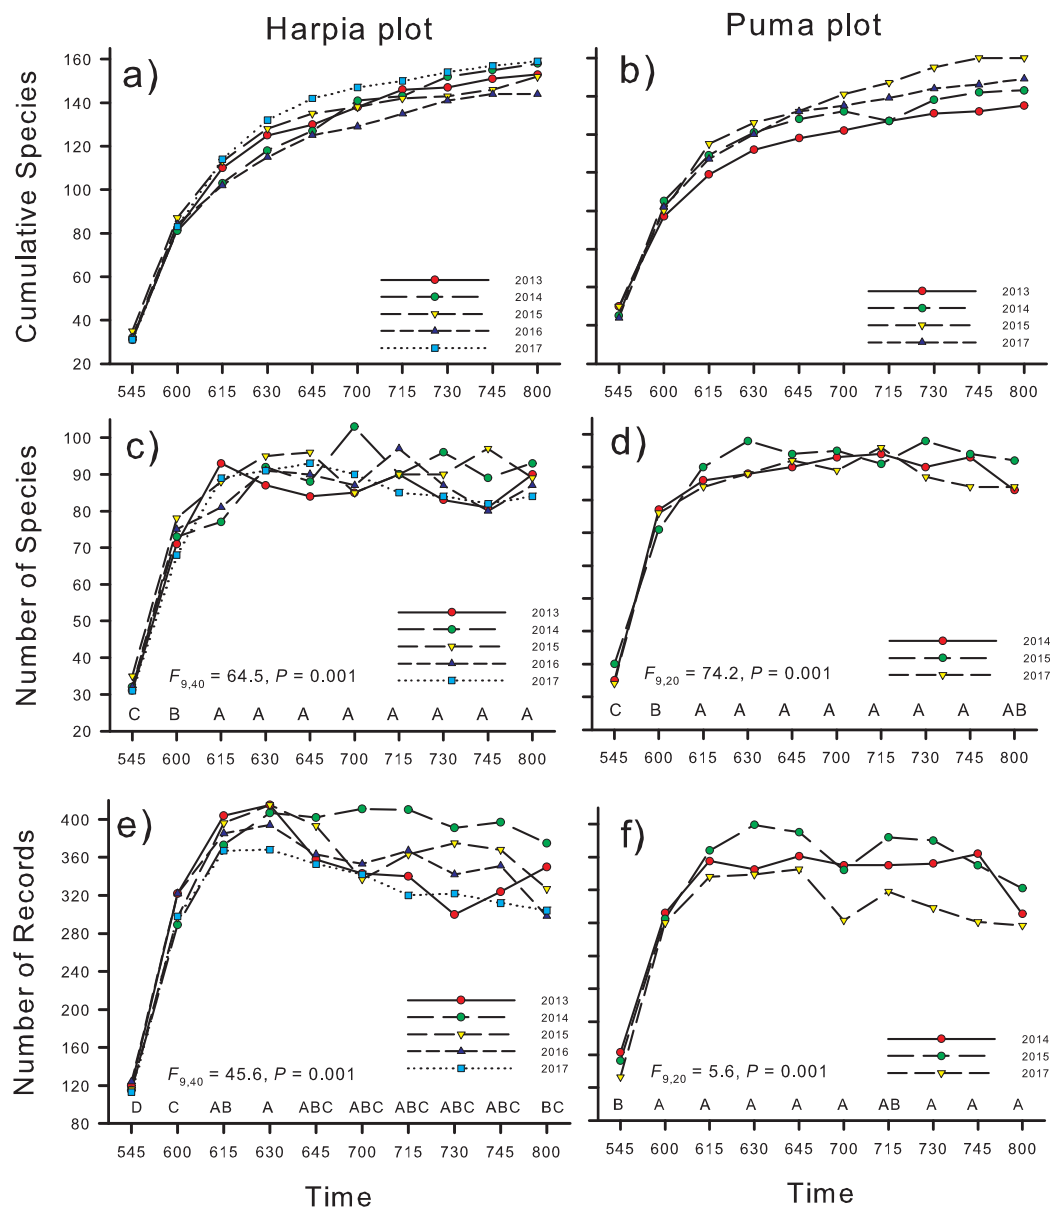 Harpia plot
Puma plot
Cumulative Species
a)
160
140
120
100
80
60
40
20
2013
2014
2015
2016
2017
545 600 615 630 645 700 715 730 745 800
b)
2013
2014
2015
2017
545 600 615 630 645 700 715 730 745 800
Number of Species
c)
100
90
80
70
60
50
40
30
20
2013
2014
2015
2016
2017
F9,40 = 64.5, P = 0.001
C B A A A A A A A A
545 600 615 630 645 700 715 730 745 800
d)
2014
2015
2017
F9,20 = 74.2, P = 0.001
C B A A A A A A A AB
545 600 615 630 645 700 715 730 745 800
Number of Records
e)
400
360
320
280
240
200
160
120
80
2013
2014
2015
2016
2017
F9,40 = 45.6, P = 0.001
D C AB A ABC ABC ABC ABC ABC BC
545 600 615 630 645 700 715 730 745 800
Time
f)
2014
2015
2017
F9,20 = 5.6, P = 0.001
B A A A A A AB A A A
545 600 615 630 645 700 715 730 745 800
Time